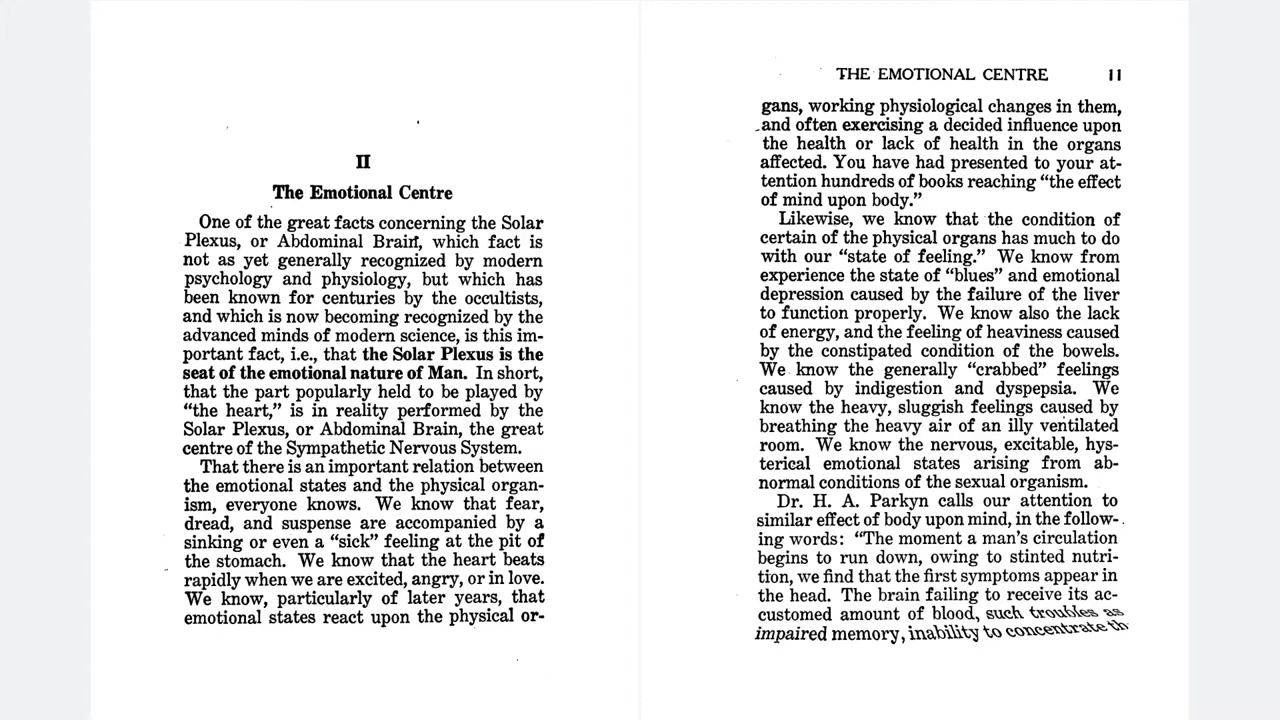 II
The Emotional Centre
One of the great facts concerning the Solar
Plexus, or Abdominal Brain, which fact is
not as yet generally recognized by modern
psychology and physiology, but which has
been known for centuries by the occultists,
and which is now becoming recognized by the
advanced minds of modern science, is this im-
portant fact, i.e., that the Solar Plexus is the
seat of the emotional nature of Man. In short,
that the part popularly held to be played by
"the heart," is in reality performed by the
Solar Plexus, or Abdominal Brain, the great
centre of the Sympathetic Nervous System.
That there is an important relation between
the emotional states and the physical organ-
ism, everyone knows. We know that fear,
dread, and suspense are accompanied by a
sinking or even a "sick" feeling at the pit of
the stomach. We know that the heart beats
rapidly when we are excited, angry, or in love.
We know, particularly of later years, that
emotional states react upon the physical or-
THE EMOTIONAL CENTRE 11
gans, working physiological changes in them,
and often exercising a decided influence upon
the health or lack of health in the organs
affected. You have had presented to your at-
tention hundreds of books reaching "the effect
of mind upon body."
Likewise, we know that the condition of
certain of the physical organs has much to do
with our "state of feeling." We know from
experience the state of "blues" and emotional
depression caused by the failure of the liver
to function properly. We know also the lack
of energy, and the feeling of heaviness caused
by the constipated condition of the bowels.
We know the generally "crabbed" feelings
caused by indigestion and dyspepsia. We
know the heavy, sluggish feelings caused by
breathing the heavy air of an illy ventilated
room. We know the nervous, excitable, hys-
terical emotional states arising from ab-
normal conditions of the sexual organism.
Dr. H. A. Parkyn calls our attention to
similar effect of body upon mind, in the follow-
ing words: "The moment a man's circulation
begins to run down, owing to stinted nutri-
tion, we find that the first symptoms appear in
the head. The brain failing to receive its ac-
customed amount of blood, such troubles as
impaired memory, inability to concentrate th